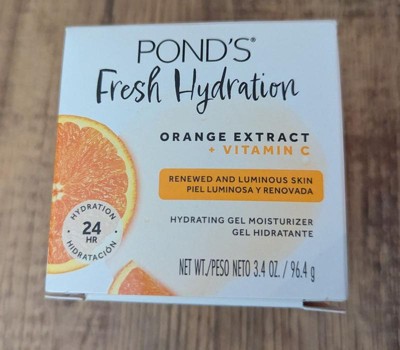 POND'S®
Fresh Hydration
ORANGE EXTRACT
+ VITAMIN C
RENEWED AND LUMINOUS SKIN
PIEL LUMINOSA Y RENOVADA
HYDRATION
24
HR
HIDRATACIÓN
HYDRATING GEL MOISTURIZER
GEL HIDRATANTE
NET WT./PESO NETO 3.4 OZ. / 96.4 g